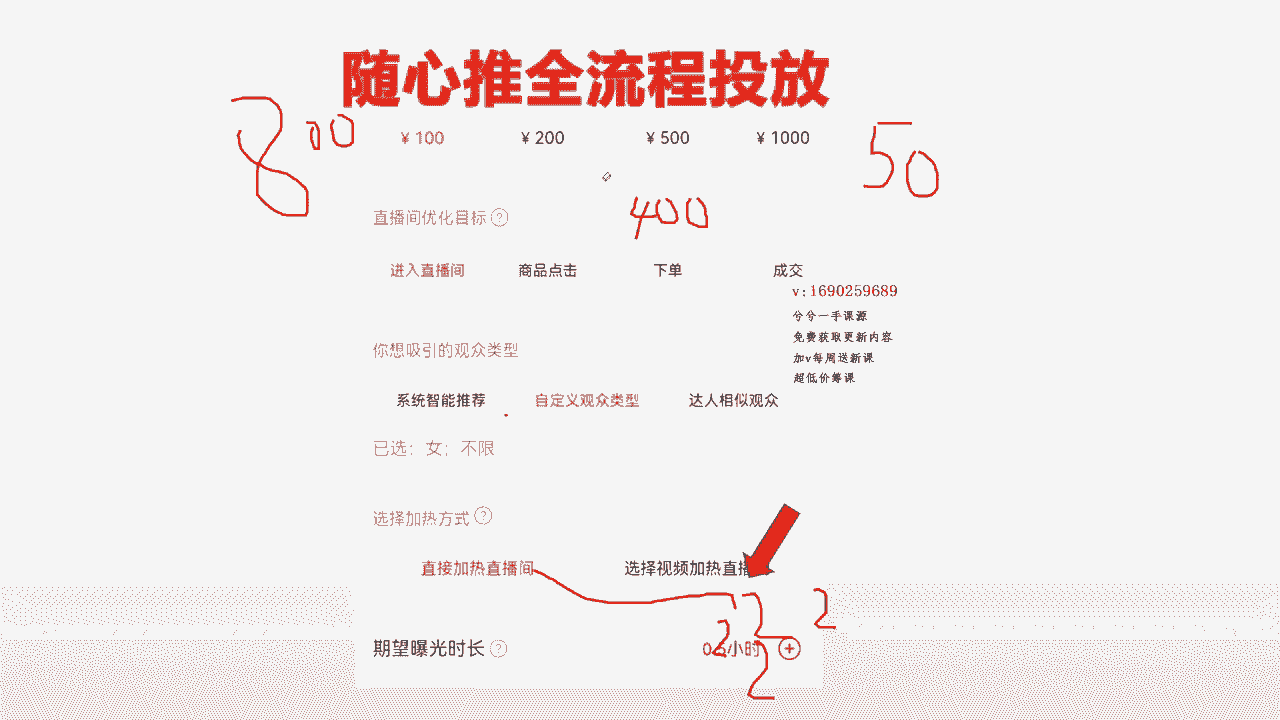 随心推全流程投放
800
¥ 100 ¥ 200 ¥ 500 ¥ 1000
50
直播间优化目标 ?
400
进入直播间 商品点击 下单 成交
v:1690259689
兮兮一手课源
免费获取更新内容
加v每周送新课
超低价筹课
你想吸引的观众类型
系统智能推荐 自定义观众类型 达人相似观众
已选：女；不限
选择加热方式 ?
直接加热直播间 选择视频加热直播
2
期望曝光时长 ? 小时 +
2
2